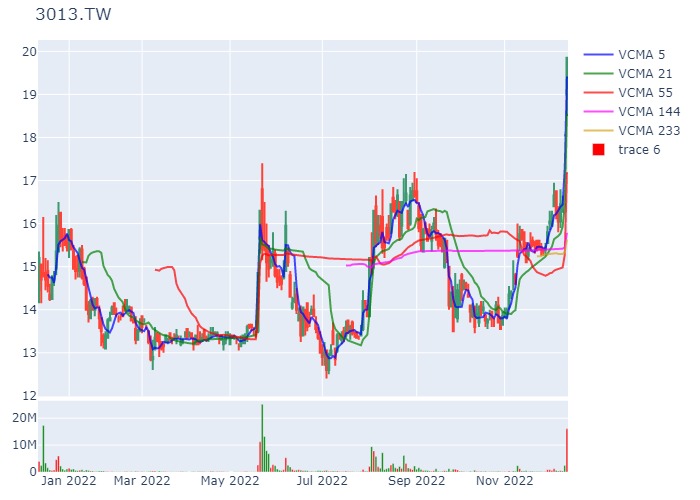 3013.TW
20
19
18
17
16
15
14
13
12
VCMA 5
VCMA 21
VCMA 55
VCMA 144
VCMA 233
trace 6
20M
10M
0
Jan 2022
Mar 2022
May 2022
Jul 2022
Sep 2022
Nov 2022